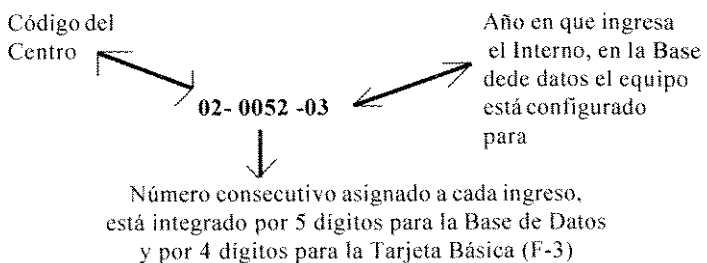 Código del
Centro
Año en que ingresa
el Interno, en la Base
dede datos el equipo
está configurado
para
02- 0052 -03
Número consecutivo asignado a cada ingreso,
está integrado por 5 dígitos para la Base de Datos
y por 4 dígitos para la Tarjeta Básica (F-3)